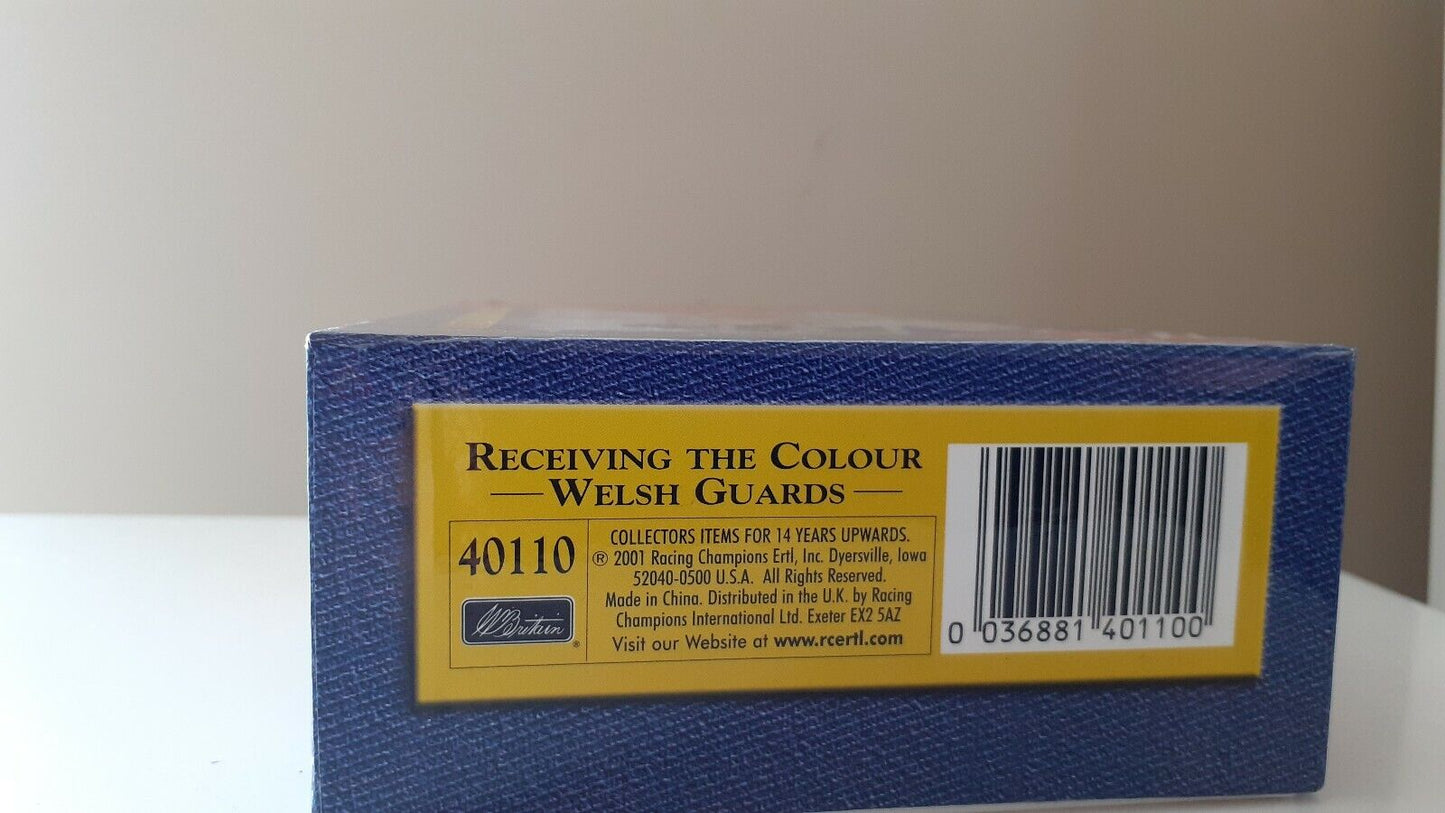 RECEIVING THE COLOUR
— WELSH GUARDS —
40110
W Britain ®
COLLECTORS ITEMS FOR 14 YEARS UPWARDS.
® 2001 Racing Champions Ertl, Inc. Dyersville, Iowa
52040-0500 U.S.A. All Rights Reserved.
Made in China. Distributed in the U.K. by Racing
Champions International Ltd. Exeter EX2 5AZ
Visit our Website at www.rcertl.com
0 036881 401100